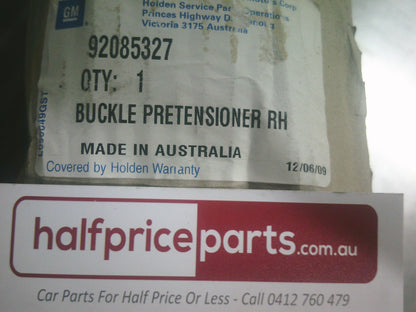 GM
Holden Service Part Operations
Princes Highway D
Victoria 3175 Australia
92085327
QTY: 1
BUCKLE PRETENSIONER RH
MADE IN AUSTRALIA
Covered by Holden Warranty 12/06/09
halfpriceparts.com.au
Car Parts For Half Price Or Less - Call 0412 760 479